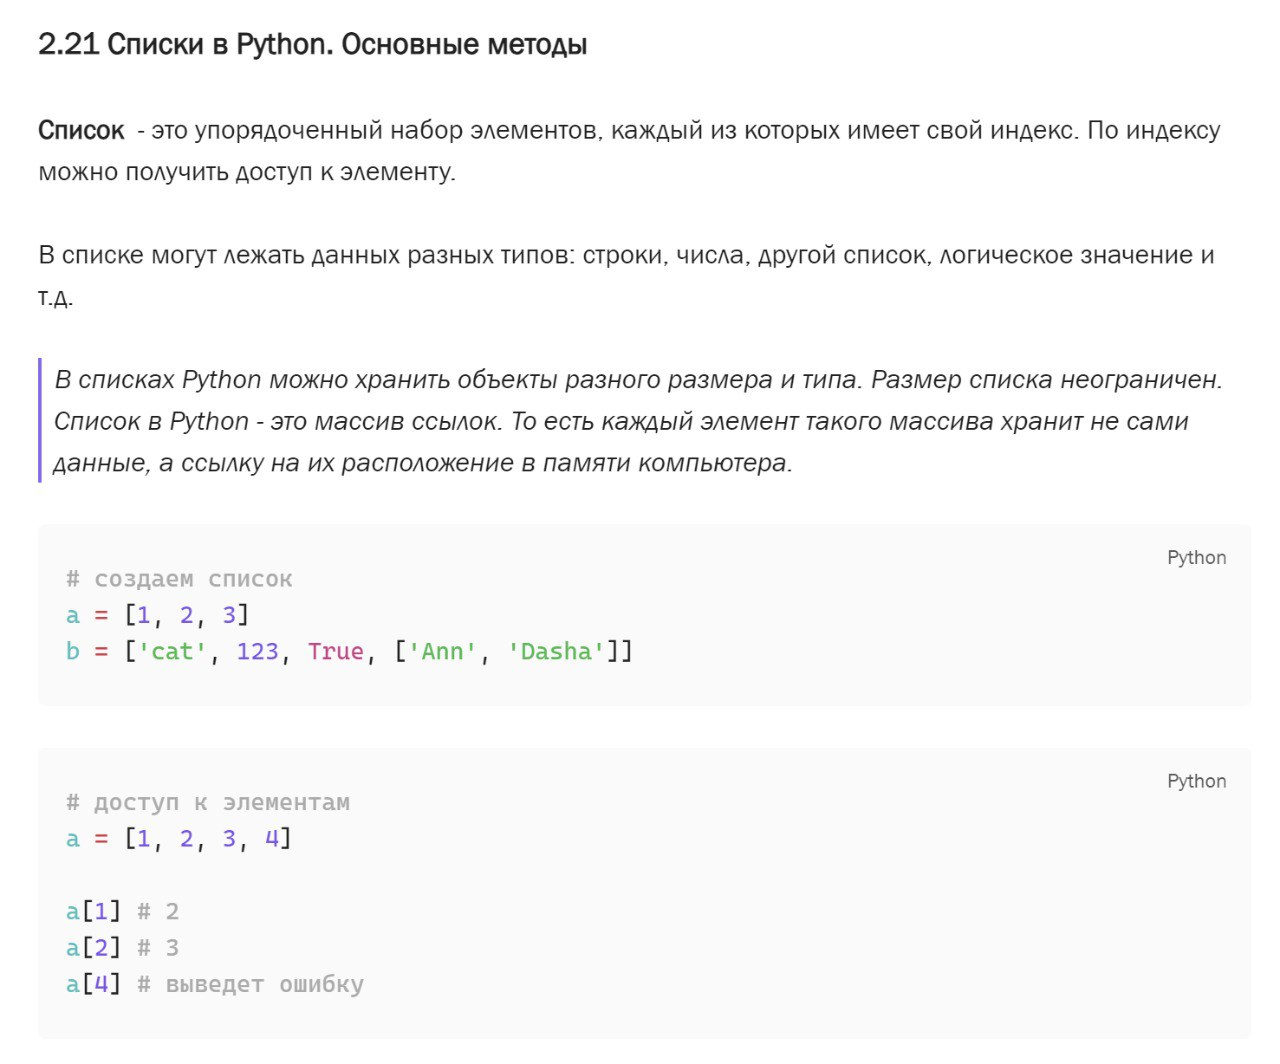 2.21 Списки в Python. Основные методы
Список - это упорядоченный набор элементов, каждый из которых имеет свой индекс. По индексу
можно получить доступ к элементу.
В списке могут лежать данных разных типов: строки, числа, другой список, логическое значение и
т.д.
В списках Python можно хранить объекты разного размера и типа. Размер списка неограничен.
Список в Python - это массив ссылок. То есть каждый элемент такого массива хранит не сами
данные, а ссылку на их расположение в памяти компьютера.
Python
# создаем список
a = [1, 2, 3]
b = ['cat', 123, True, ['Ann', 'Dasha']]
Python
# доступ к элементам
a = [1, 2, 3, 4]
a[1] # 2
a[2] # 3
a[4] # выведет ошибку